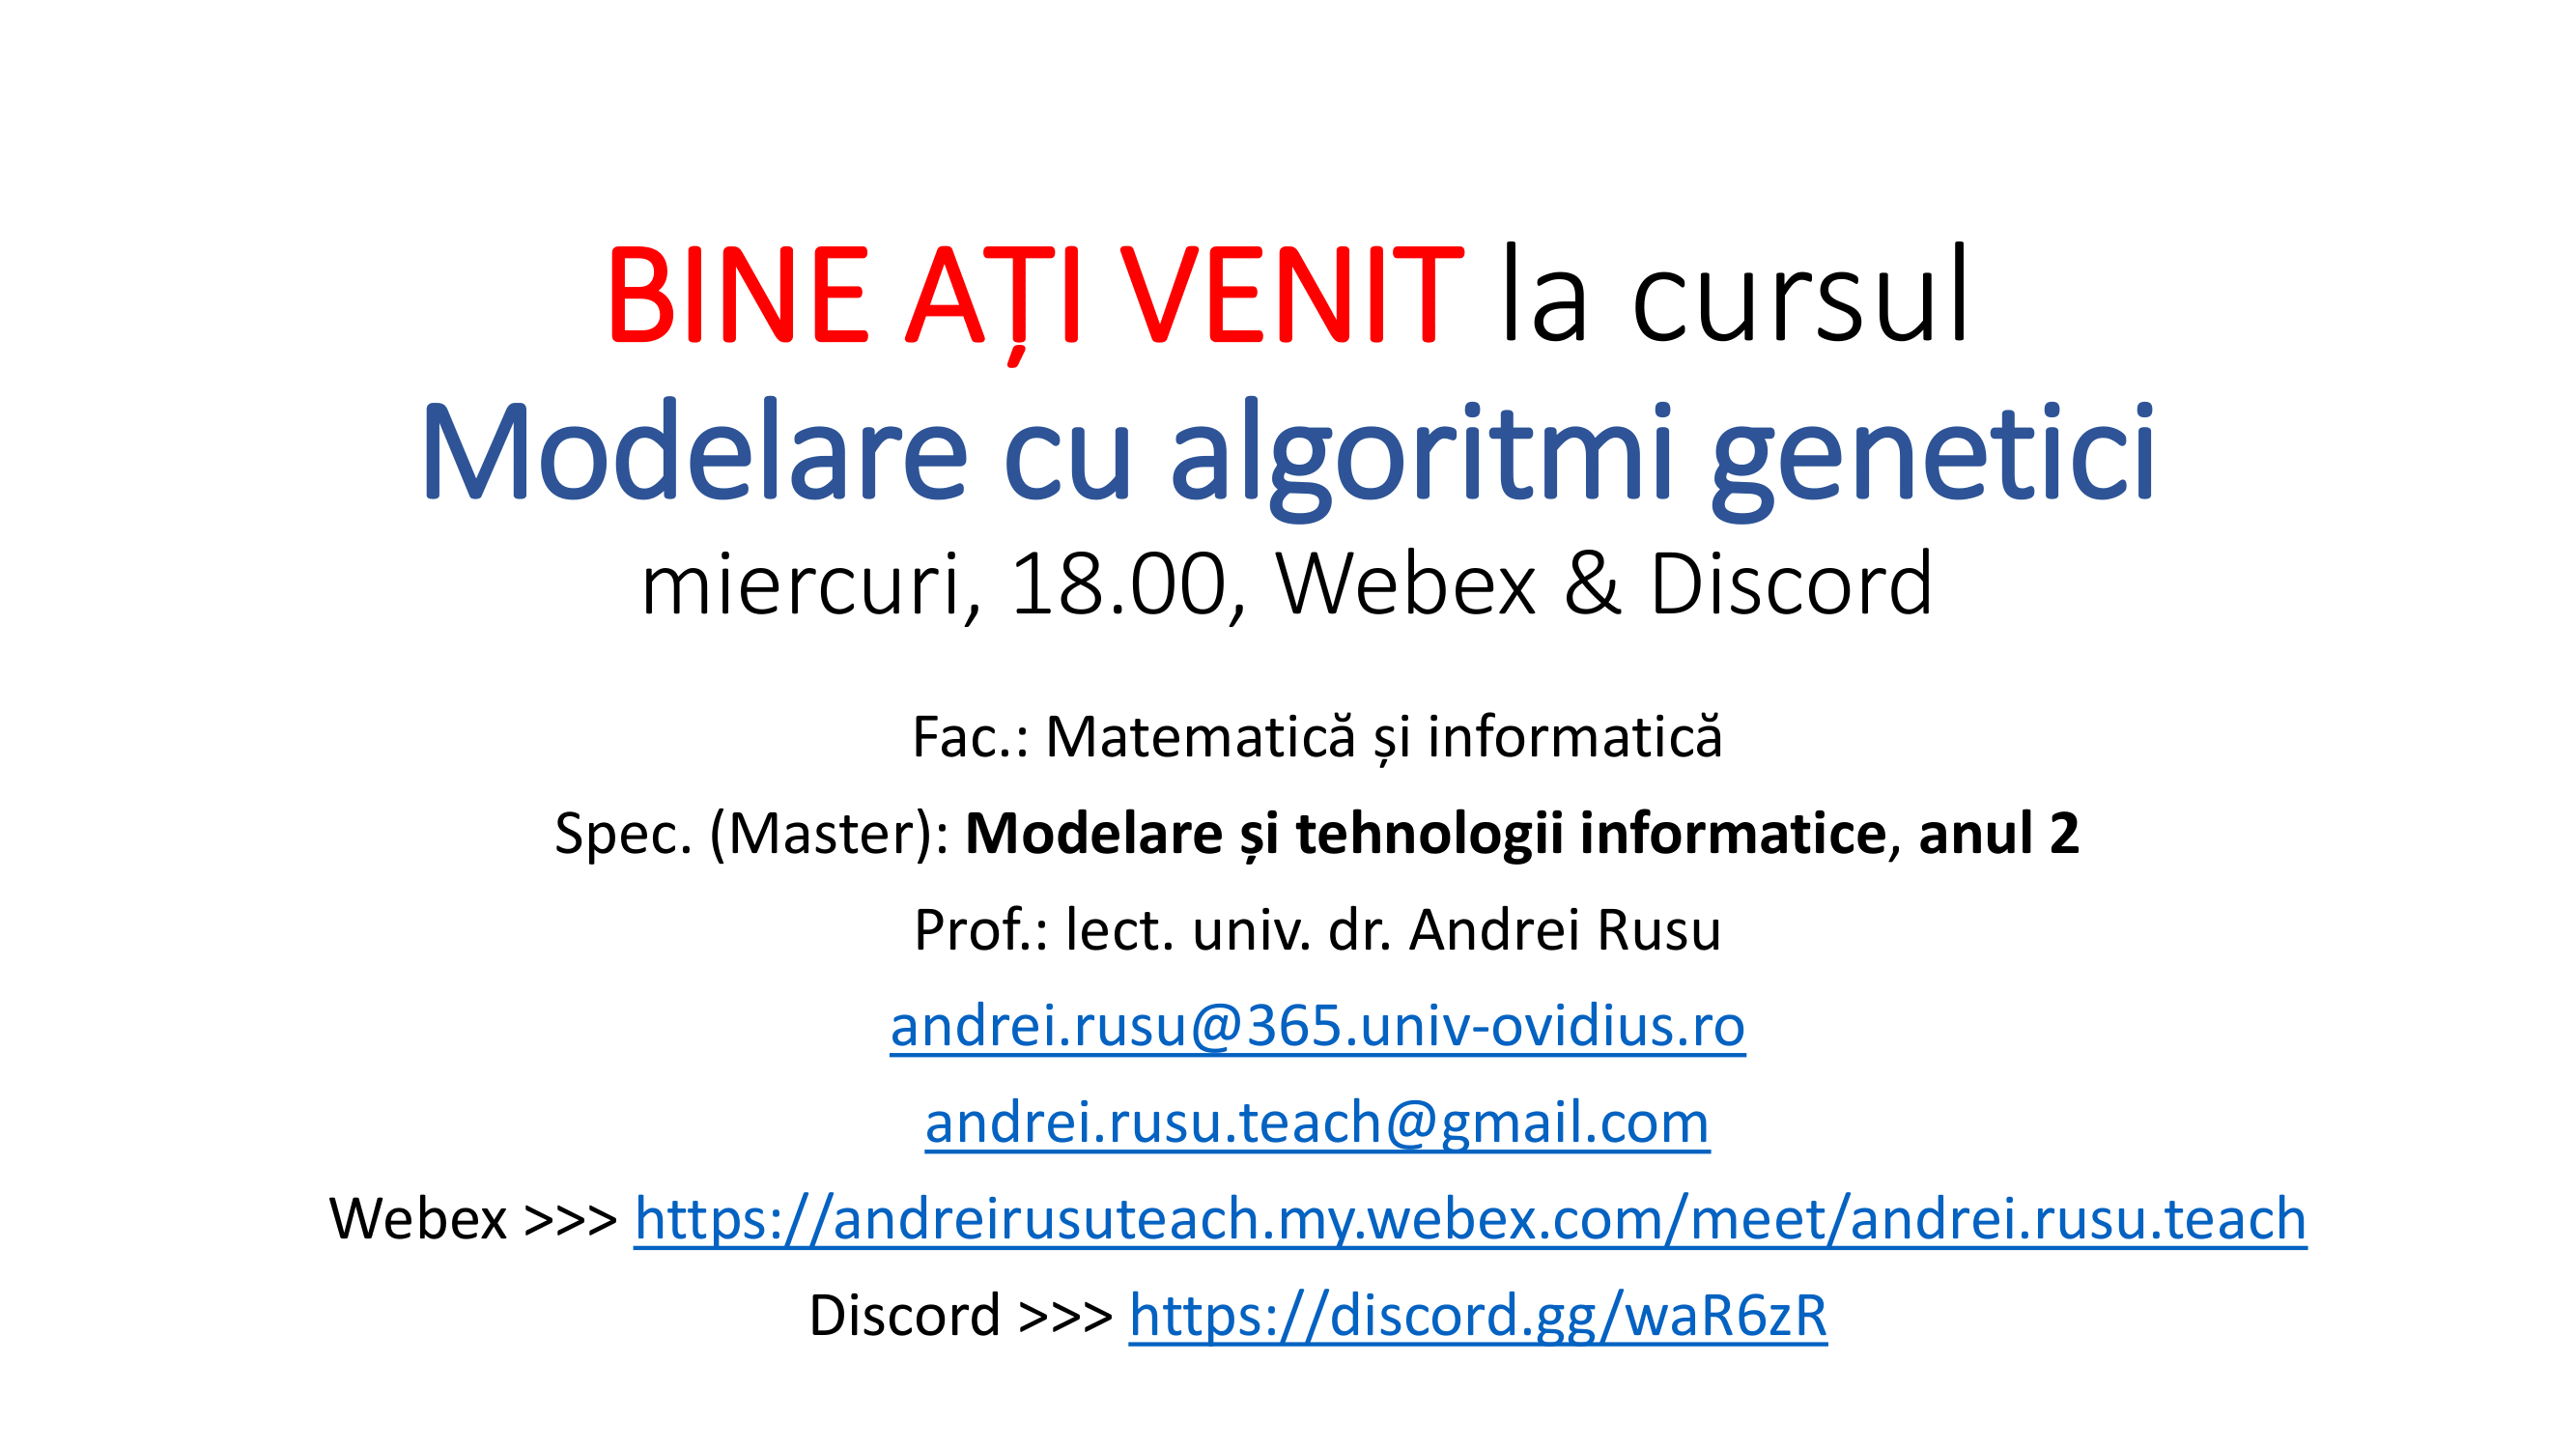 BINE AȚI VENIT la cursul
Modelare cu algoritmi genetici
miercuri, 18.00, Webex & Discord
Fac.: Matematică și informatică
Spec. (Master): Modelare și tehnologii informatice, anul 2
Prof.: lect. univ. dr. Andrei Rusu
andrei.rusu@365.univ-ovidius.ro
andrei.rusu.teach@gmail.com
Webex >>> https://andreirusuteach.my.webex.com/meet/andrei.rusu.teach
Discord >>> https://discord.gg/waR6zR